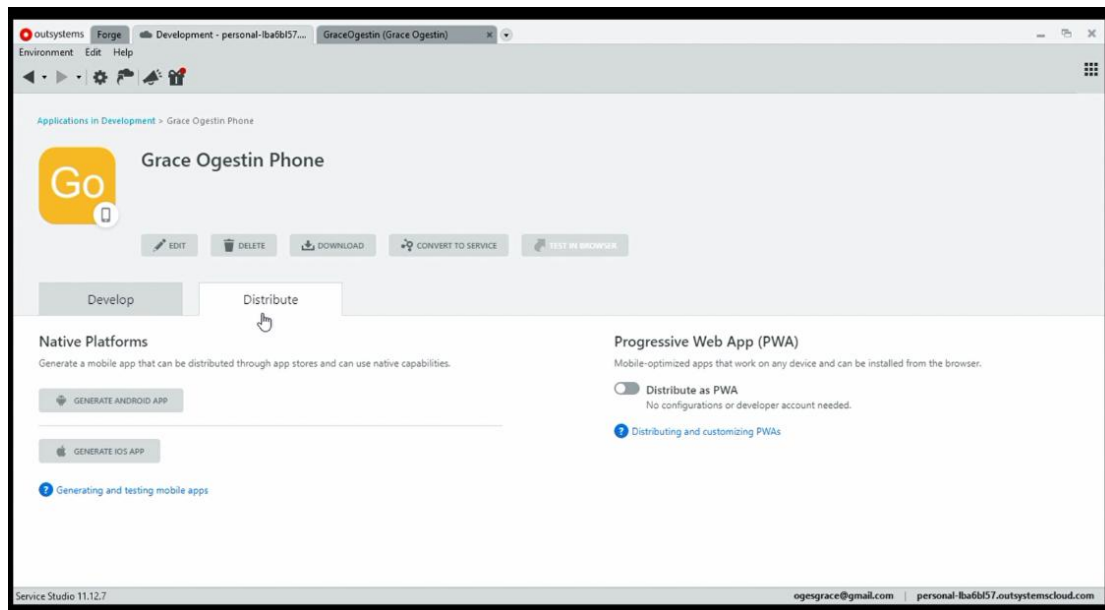 outsystems Forge Development - personal-lba6bl57.... GraceOgestin (Grace Ogestin)
Environment Edit Help
Applications in Development > Grace Ogestin Phone
Go
Grace Ogestin Phone
EDIT DELETE DOWNLOAD CONVERT TO SERVICE TEST IN BROWSER
Develop Distribute
Native Platforms
Generate a mobile app that can be distributed through app stores and can use native capabilities.
GENERATE ANDROID APP
GENERATE IOS APP
? Generating and testing mobile apps
Progressive Web App (PWA)
Mobile-optimized apps that work on any device and can be installed from the browser.
Distribute as PWA
No configurations or developer account needed.
? Distributing and customizing PWAs
Service Studio 11.12.7 ogesgrace@gmail.com | personal-lba6bl57.outsystemscloud.com